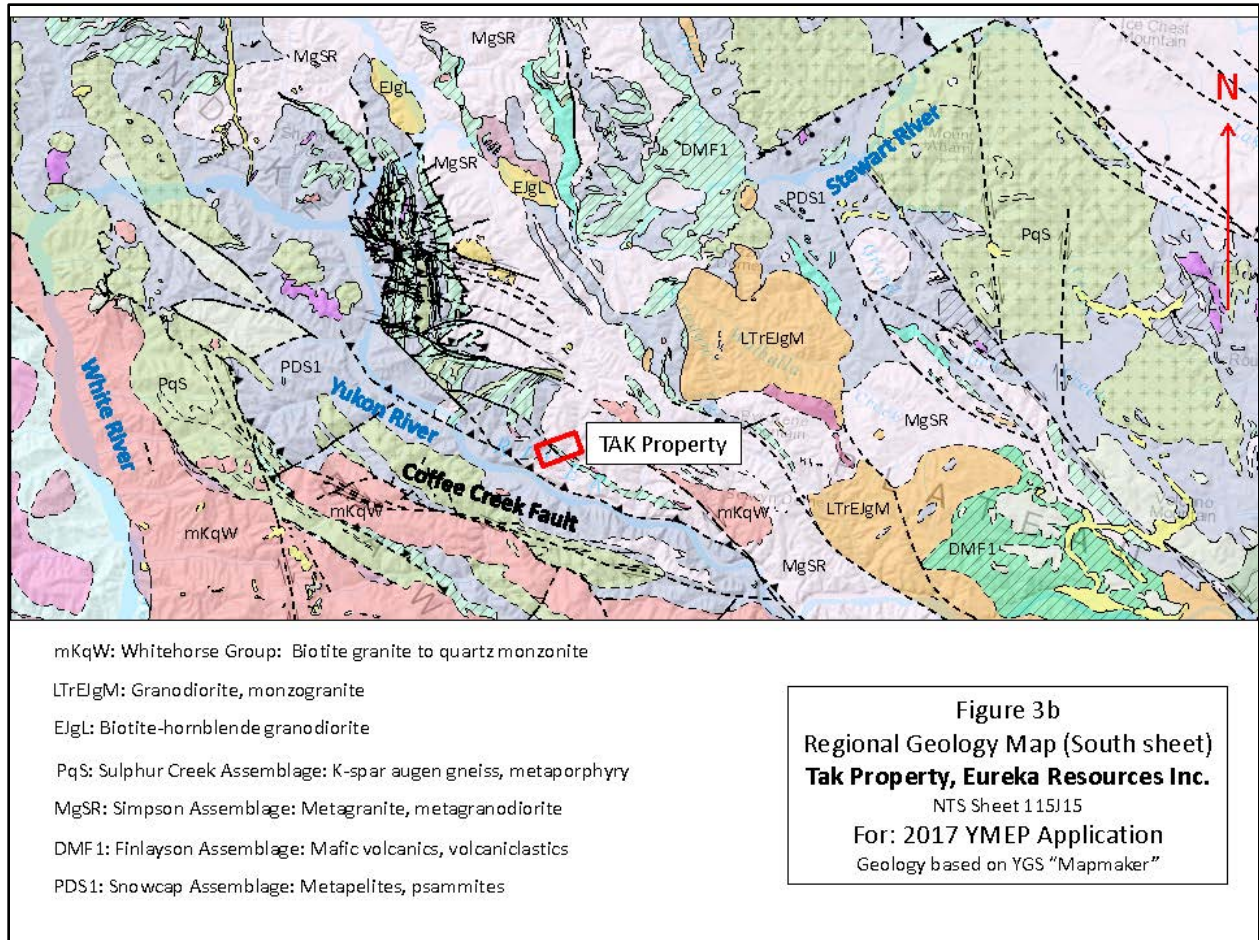 MgSR
MgSR
Ice Chest
Mountain
N
EJgL
MgSR
DMF1
EJgL
Stewart River
PDS1
PqS
LTrEJgM
PqS
PDS1
White River
Yukon River
MgSR
TAK Property
Coffee Creek Fault
mKqW
mKqW
mKqW
LTrEJgM
DMF1
MgSR
mKqW: Whitehorse Group: Biotite granite to quartz monzonite
LTrEJgM: Granodiorite, monzogranite
EJgL: Biotite-hornblende granodiorite
PqS: Sulphur Creek Assemblage: K-spar augen gneiss, metaporphyry
MgSR: Simpson Assemblage: Metagranite, metagranodiorite
DMF1: Finlayson Assemblage: Mafic volcanics, volcaniclastics
PDS1: Snowcap Assemblage: Metapelites, psammites
Figure 3b
Regional Geology Map (South sheet)
Tak Property, Eureka Resources Inc.
NTS Sheet 115J15
For: 2017 YMEP Application
Geology based on YGS “Mapmaker”